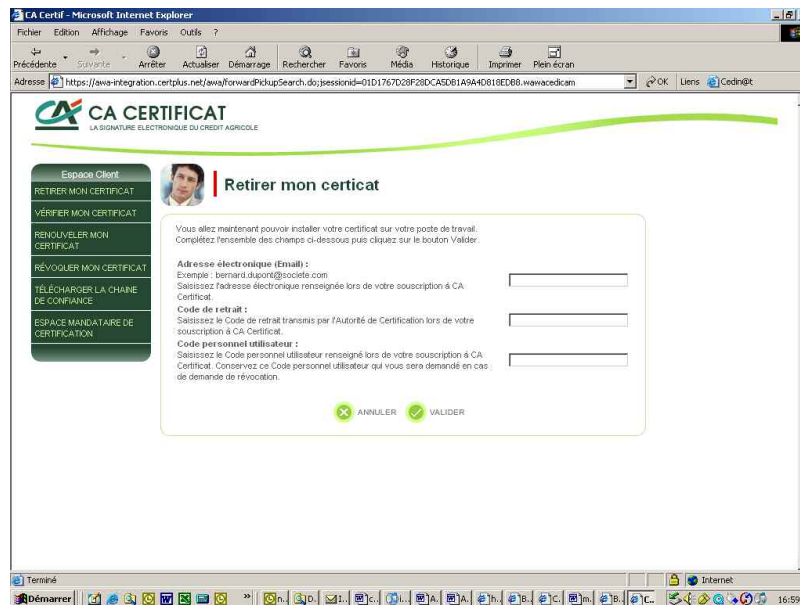 CA Certif - Microsoft Internet Explorer
Fichier Edition Affichage Favoris Outils ?
Précédente Suivante Arrêter Actualiser Démarrage Rechercher Favoris Média Historique Imprimer Plein écran
Adresse https://awa-integration.certplus.net/awa/forwardPickupSearch.do;jsessionid=01D1767D28F28DCA5DB1A9A4D818EDB8.wawacedicam OK Liens Cedin@t
CA CERTIFICAT
LA SIGNATURE ELECTRONIQUE DU CREDIT AGRICOLE
Espace Client
RETIRER MON CERTIFICAT
VÉRIFIER MON CERTIFICAT
RENOUVELER MON
CERTIFICAT
RÉVOQUER MON CERTIFICAT
TÉLÉCHARGER LA CHAINE
DE CONFIANCE
ESPACE MANDATAIRE DE
CERTIFICATION
Retirer mon certicat
Vous allez maintenant pouvoir installer votre certificat sur votre poste de travail.
Complétez l'ensemble des champs ci-dessous puis cliquez sur le bouton Valider.
Adresse électronique (Email) :
Exemple : bernard.dupont@societe.com
Saisissez l'adresse électronique renseignée lors de votre souscription à CA
Certificat.
Code de retrait :
Saisissez le Code de retrait transmis par l'Autorité de Certification lors de votre
souscription à CA Certificat.
Code personnel utilisateur :
Saisissez le Code personnel utilisateur renseigné lors de votre souscription à CA
Certificat. Conservez ce Code personnel utilisateur qui vous sera demandé en cas
de demande de révocation.
ANNULER VALIDER
Terminé Internet
Démarrer » n.. D.. I... c.. i... A.. A.. h.. B.. C.. m. B.. C... 16:59